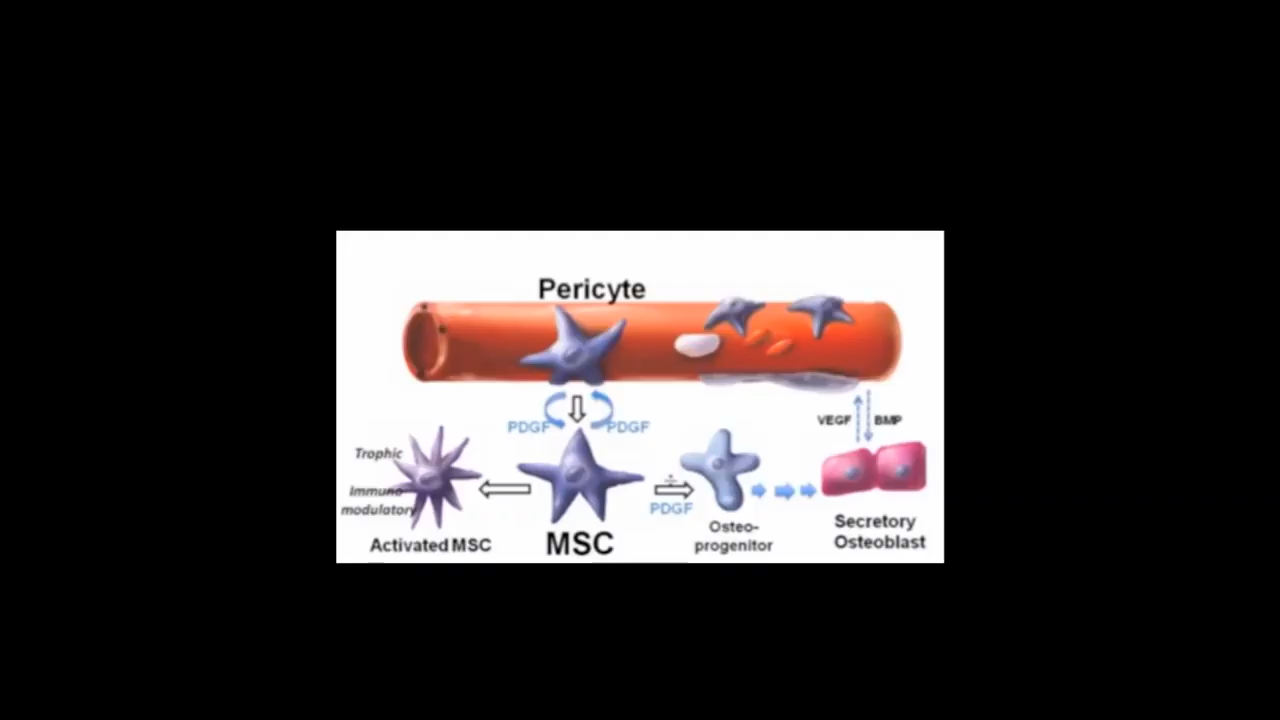 Pericyte
PDGF
PDGF
VEGF
BMP
Trophic
Immuno
modulatory
PDGF
Activated MSC
MSC
Osteo-
progenitor
Secretory
Osteoblast